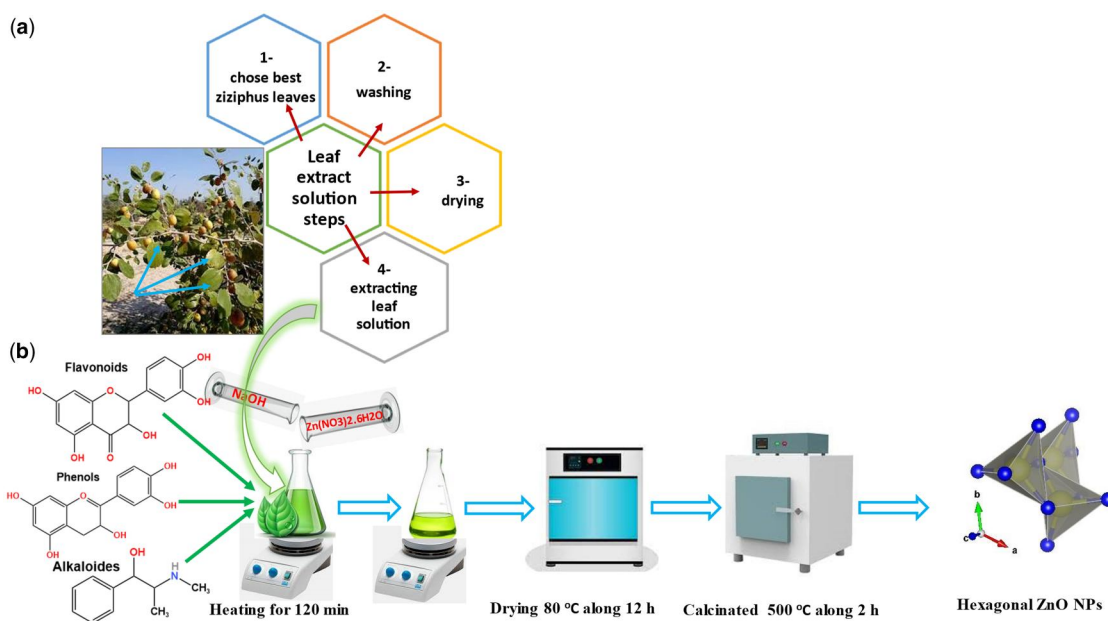 (a)
1-
chose best
ziziphus leaves
2-
washing
Leaf
extract
solution
steps
3-
drying
4-
extracting
leaf
solution
(b)
Flavonoids
OH
OH
HO
O
OH
OH
O
NaOH
Zn(NO3)2.6H2O
Phenols
OH
OH
HO
O
OH
OH
Alkaloides
OH
H
N
CH₃
CH₃
Heating for 120 min
Drying 80 °C along 12 h
Calcinated 500 °C along 2 h
b
c
a
Hexagonal ZnO NPs